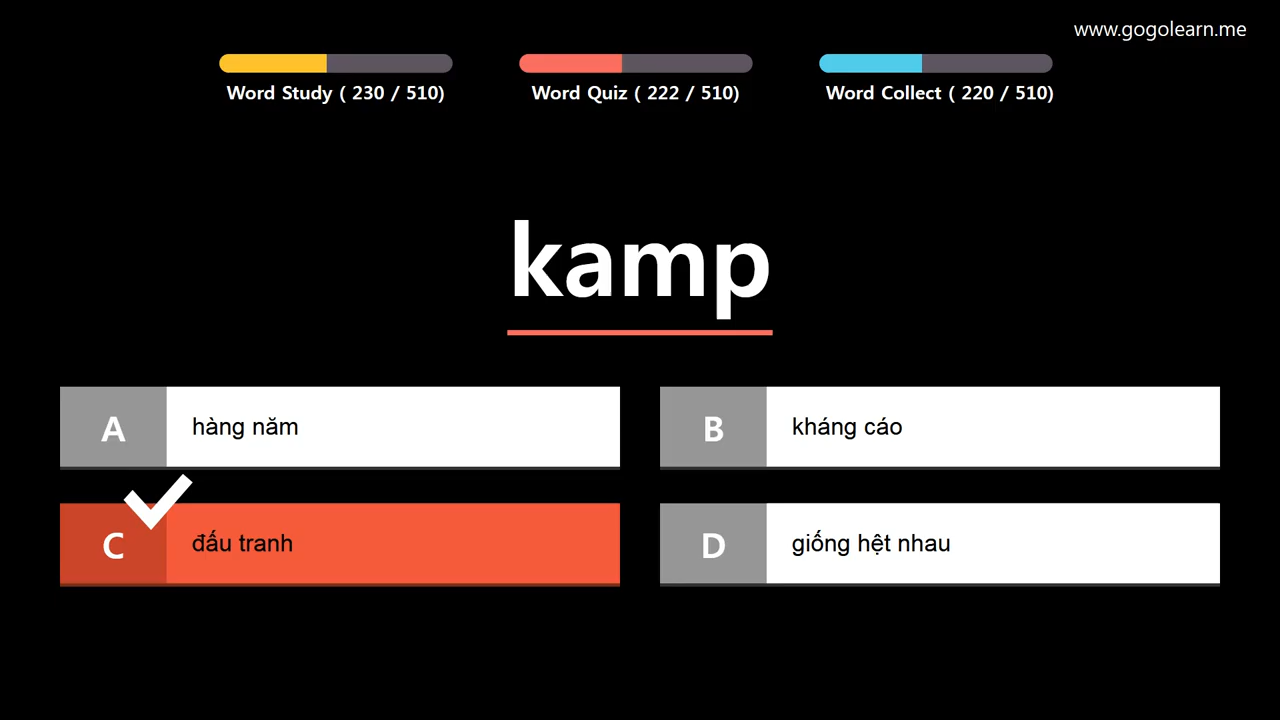 www.gogolearn.me
Word Study ( 230 / 510)
Word Quiz ( 222 / 510)
Word Collect ( 220 / 510)
kamp
A hàng năm
B kháng cáo
C đấu tranh
D giống hệt nhau